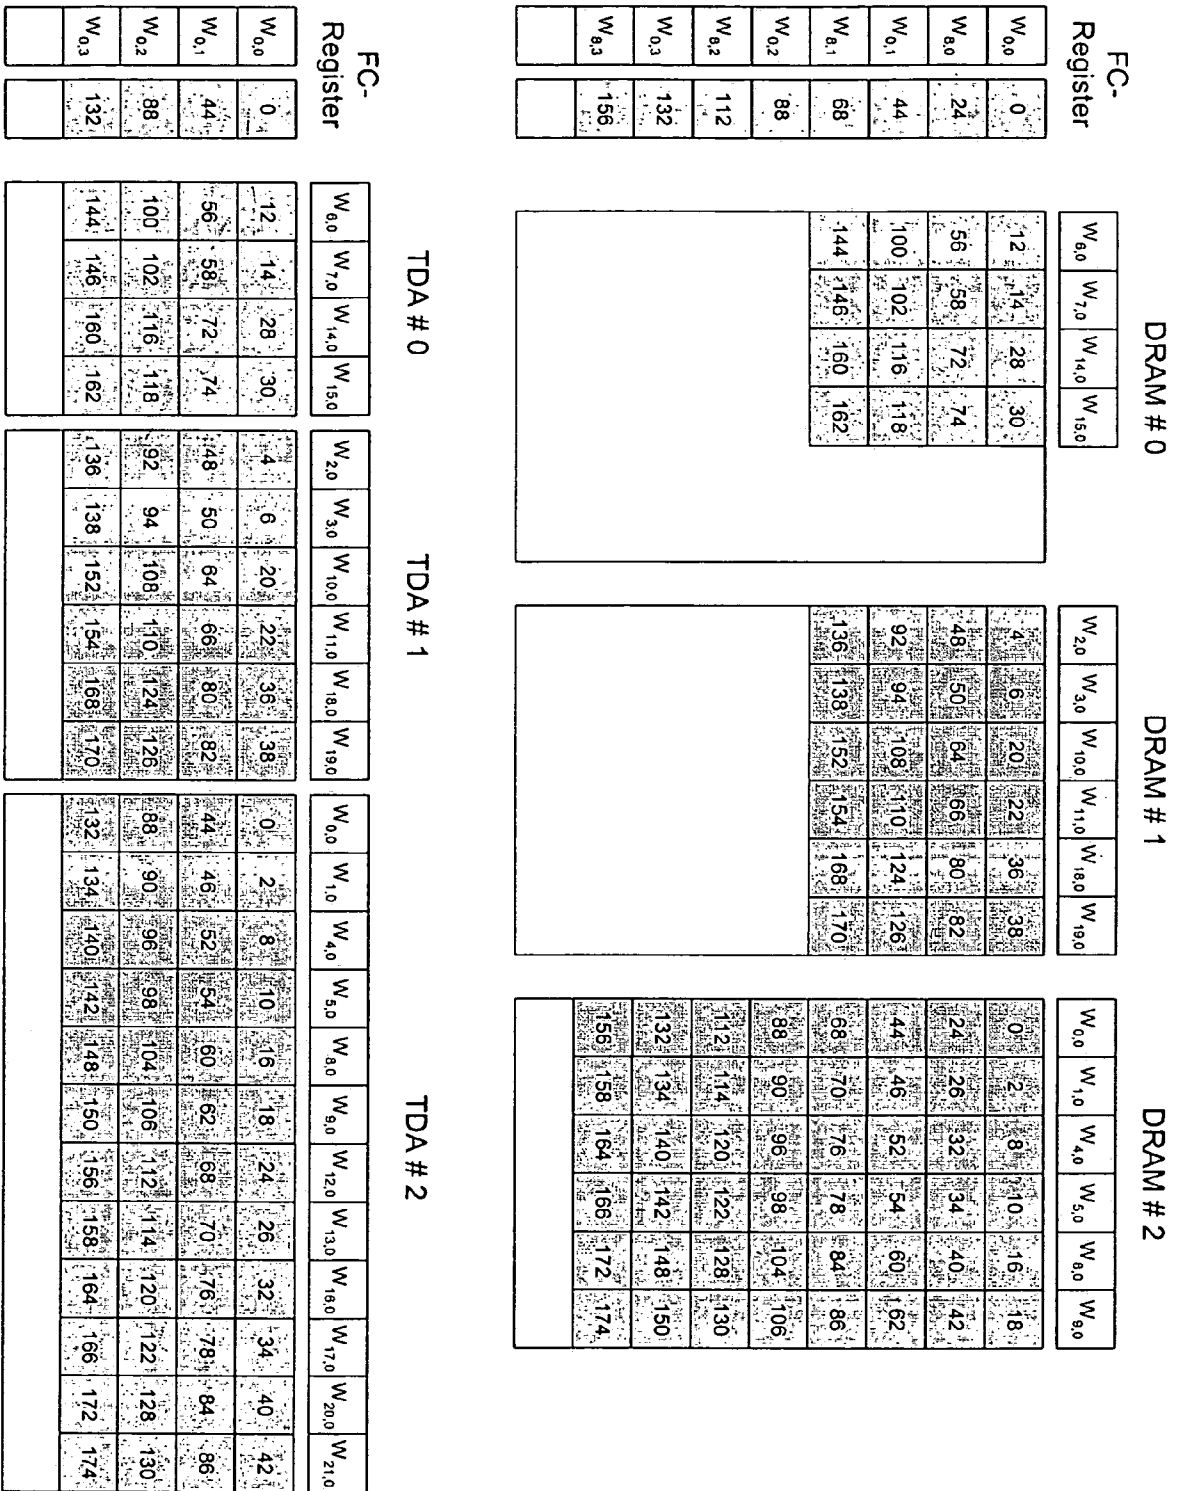 DRAM # 0 DRAM # 1 DRAM # 2
FC-
Register
W6,0 W7,0 W14,0 W15,0 W2,0 W3,0 W10,0 W11,0 W18,0 W19,0 W0,0 W1,0 W4,0 W5,0 W8,0 W9,0
W0,0 0 12 14 28 30 4 6 20 22 36 38 0 2 8 10 16 18
W8,0 24 56 58 72 74 48 50 64 66 80 82 24 26 32 34 40 42
W0,1 44 100 102 116 118 92 94 108 110 124 126 44 46 52 54 60 62
W8,1 68 144 146 160 162 136 138 152 154 168 170 68 70 76 78 84 86
W0,2 88 88 90 96 98 104 106
W8,2 112 112 114 120 122 128 130
W0,3 132 132 134 140 142 148 150
W8,3 156 156 158 164 166 172 174
TDA # 0 TDA # 1 TDA # 2
FC-
Register
W6,0 W7,0 W14,0 W15,0 W2,0 W3,0 W10,0 W11,0 W18,0 W19,0 W0,0 W1,0 W4,0 W5,0 W8,0 W9,0 W12,0 W13,0 W16,0 W17,0 W20,0 W21,0
W0,0 0 12 14 28 30 4 6 20 22 36 38 0 2 8 10 16 18 24 26 32 34 40 42
W0,1 44 56 58 72 74 48 50 64 66 80 82 44 46 52 54 60 62 68 70 76 78 84 86
W0,2 88 100 102 116 118 92 94 108 110 124 126 88 90 96 98 104 106 112 114 120 122 128 130
W0,3 132 144 146 160 162 136 138 152 154 168 170 132 134 140 142 148 150 156 158 164 166 172 174